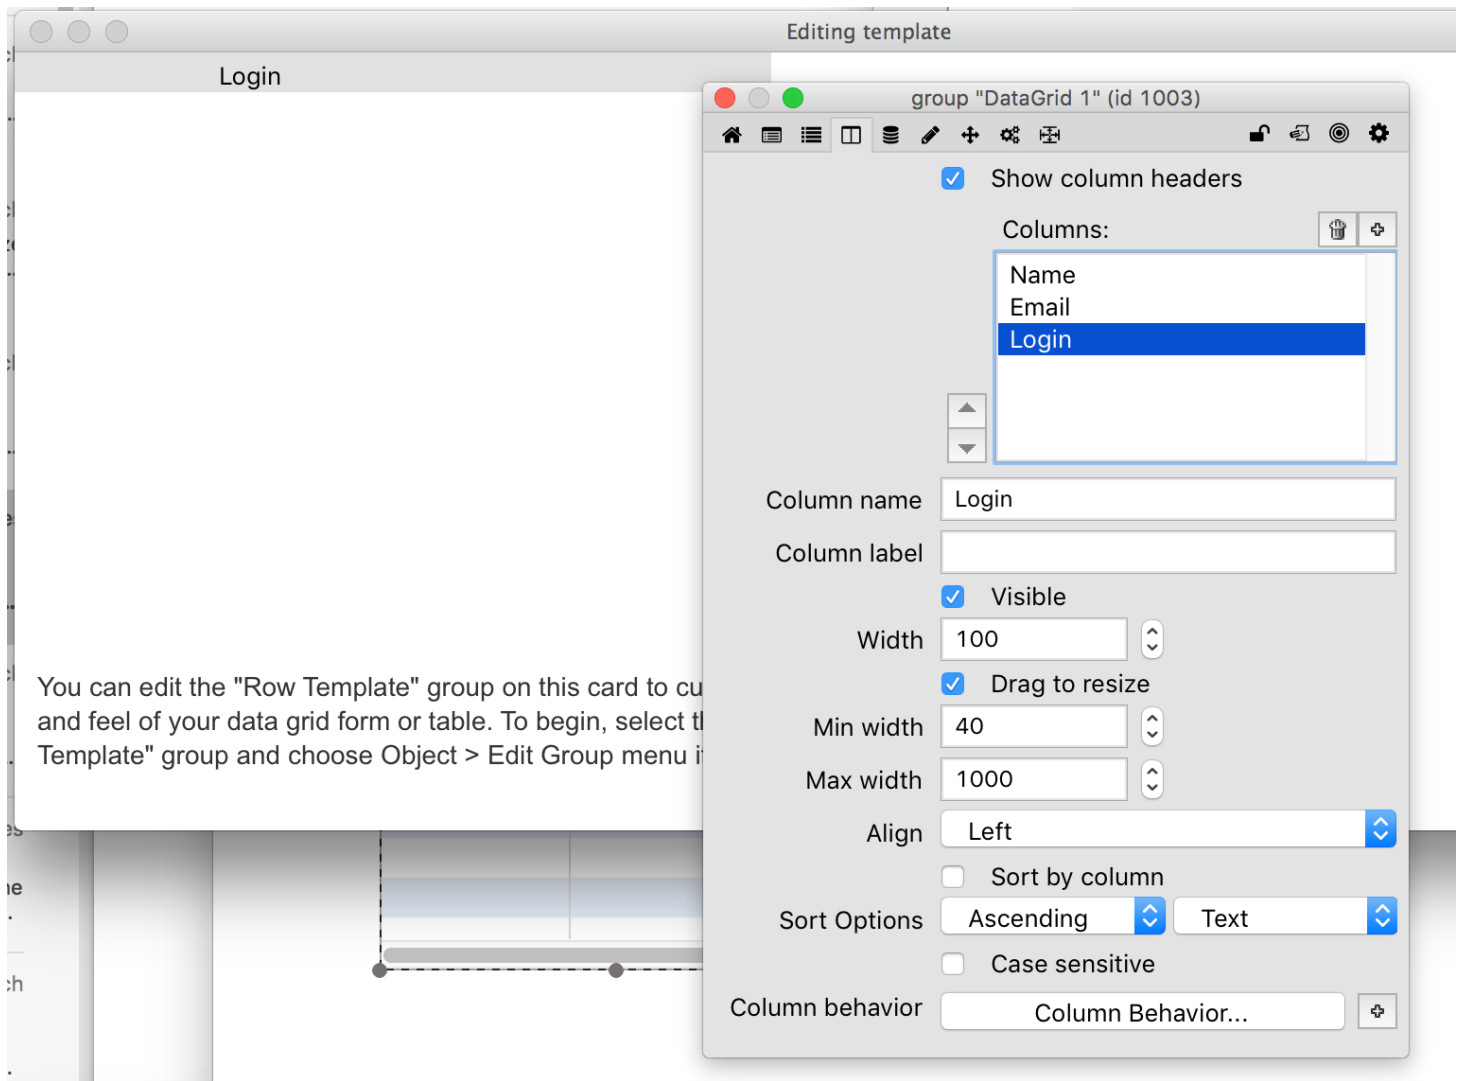 Editing template
Login
group "DataGrid 1" (id 1003)
Show column headers
Columns:
Name
Email
Login
Column name Login
Column label
Visible
Width 100
Drag to resize
Min width 40
Max width 1000
Align Left
Sort by column
Sort Options Ascending Text
Case sensitive
Column behavior Column Behavior...
You can edit the "Row Template" group on this card to
and feel of your data grid form or table. To begin, select
Template" group and choose Object > Edit Group menu